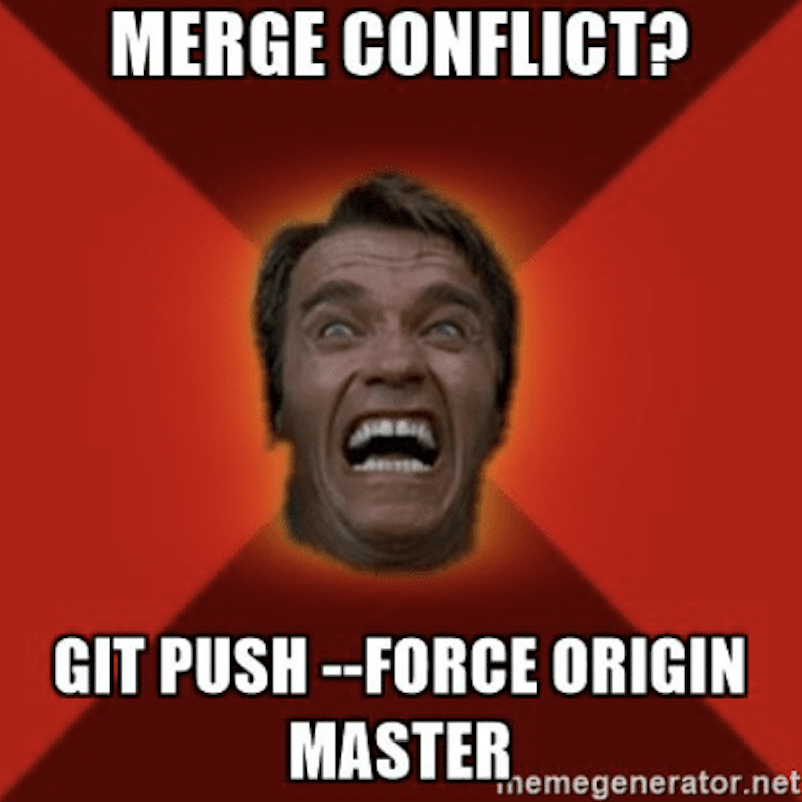 MERGE CONFLICT?
GIT PUSH --FORCE ORIGIN
MASTER
memegenerator.net